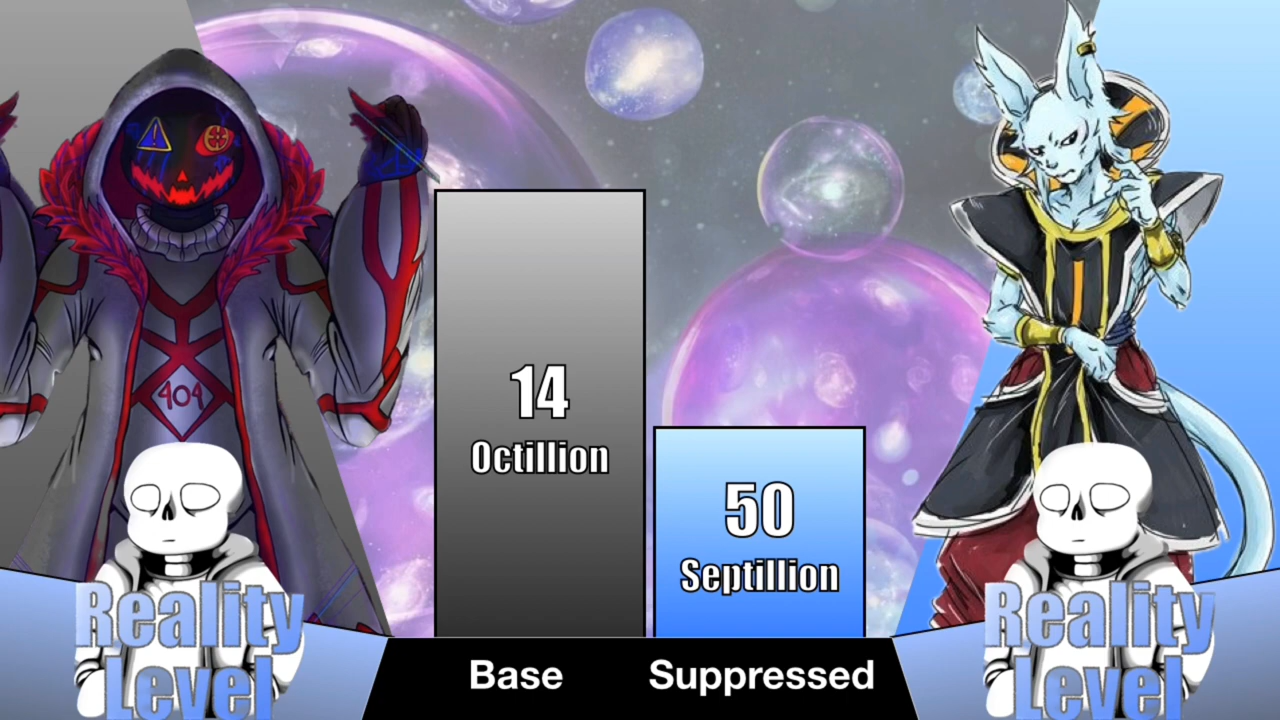 404
14
Octillion
50
Septillion
Reality
Level
Base
Suppressed
Reality
Level